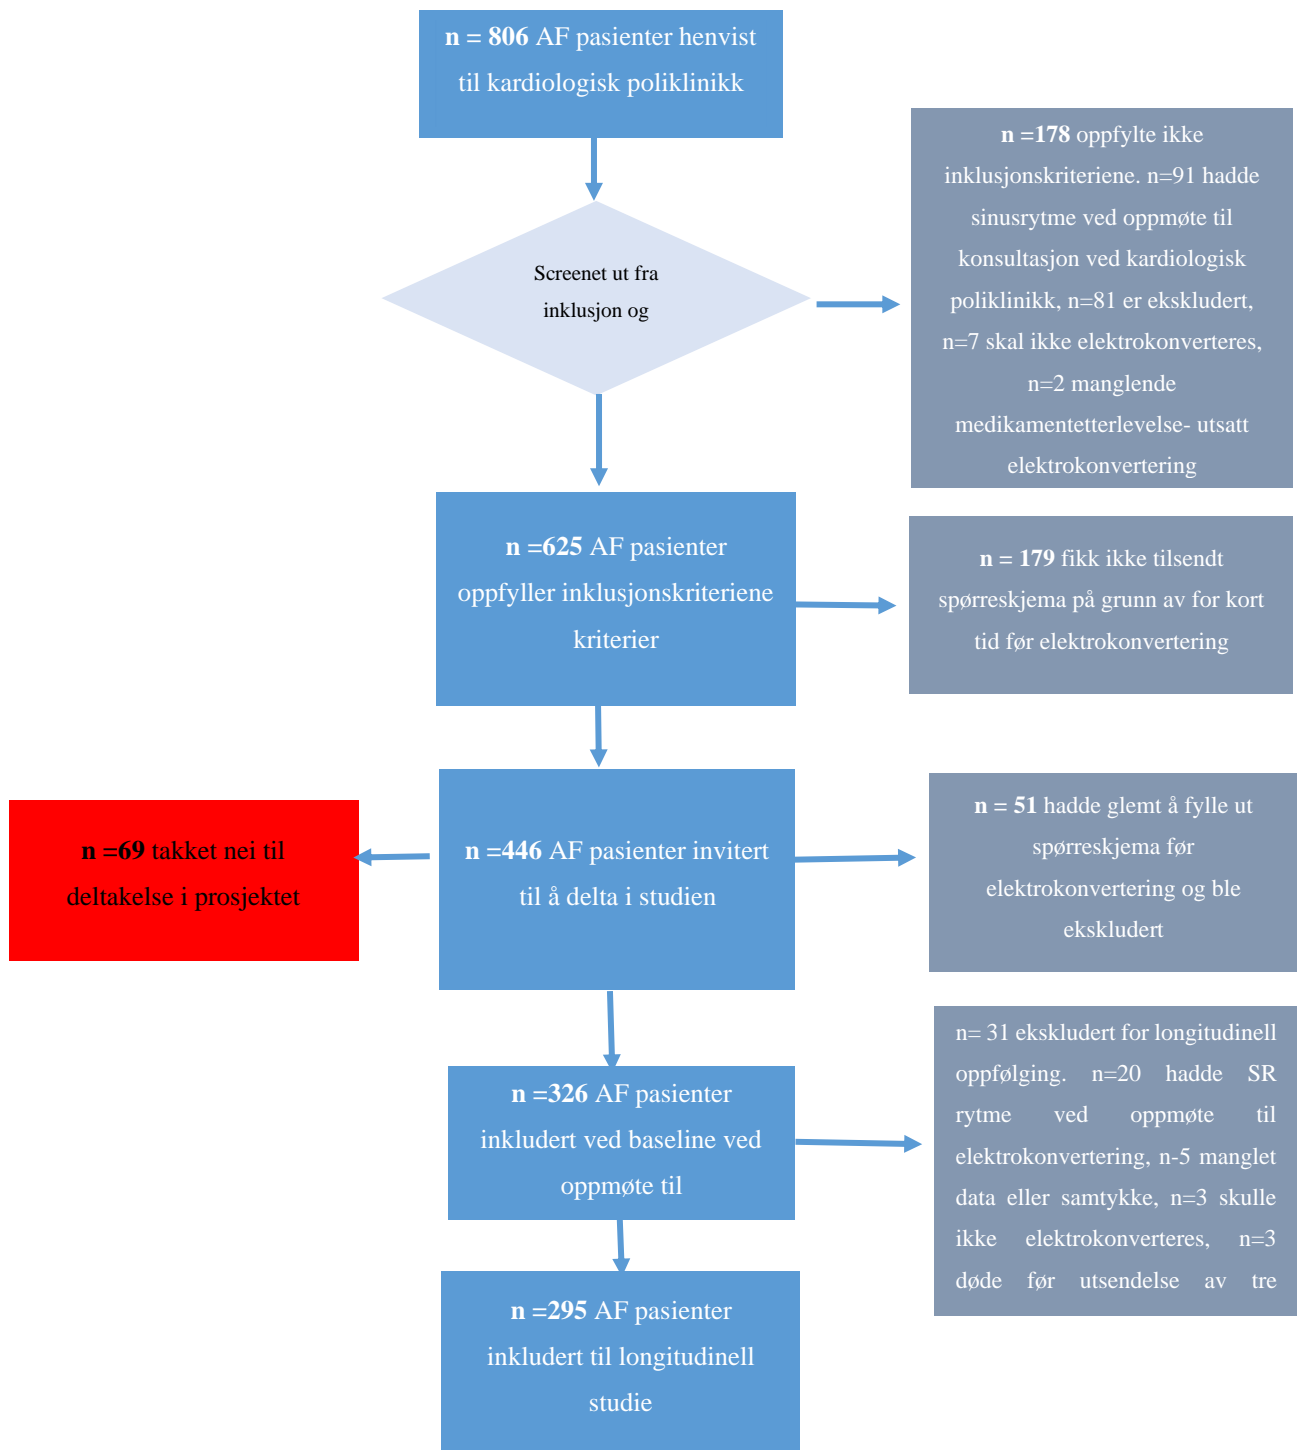 n = 806 AF pasienter henvist
til kardiologisk poliklinikk
n =178 oppfylte ikke
inklusjonskriteriene. n=91 hadde
sinusrytme ved oppmøte til
konsultasjon ved kardiologisk
poliklinikk, n=81 er ekskludert,
n=7 skal ikke elektrokonverteres,
n=2 manglende
medikamentetterlevelse- utsatt
elektrokonvertering
Screenet ut fra
inklusjon og
n =625 AF pasienter
oppfyller inklusjonskriteriene
kriterier
n = 179 fikk ikke tilsendt
spørreskjema på grunn av for kort
tid før elektrokonvertering
n =69 takket nei til
deltakelse i prosjektet
n =446 AF pasienter invitert
til å delta i studien
n = 51 hadde glemt å fylle ut
spørreskjema før
elektrokonvertering og ble
ekskludert
n =326 AF pasienter
inkludert ved baseline ved
oppmøte til
n= 31 ekskludert for longitudinell
oppfølging. n=20 hadde SR
rytme ved oppmøte til
elektrokonvertering, n-5 manglet
data eller samtykke, n=3 skulle
ikke elektrokonverteres, n=3
døde før utsendelse av tre
n =295 AF pasienter
inkludert til longitudinell
studie